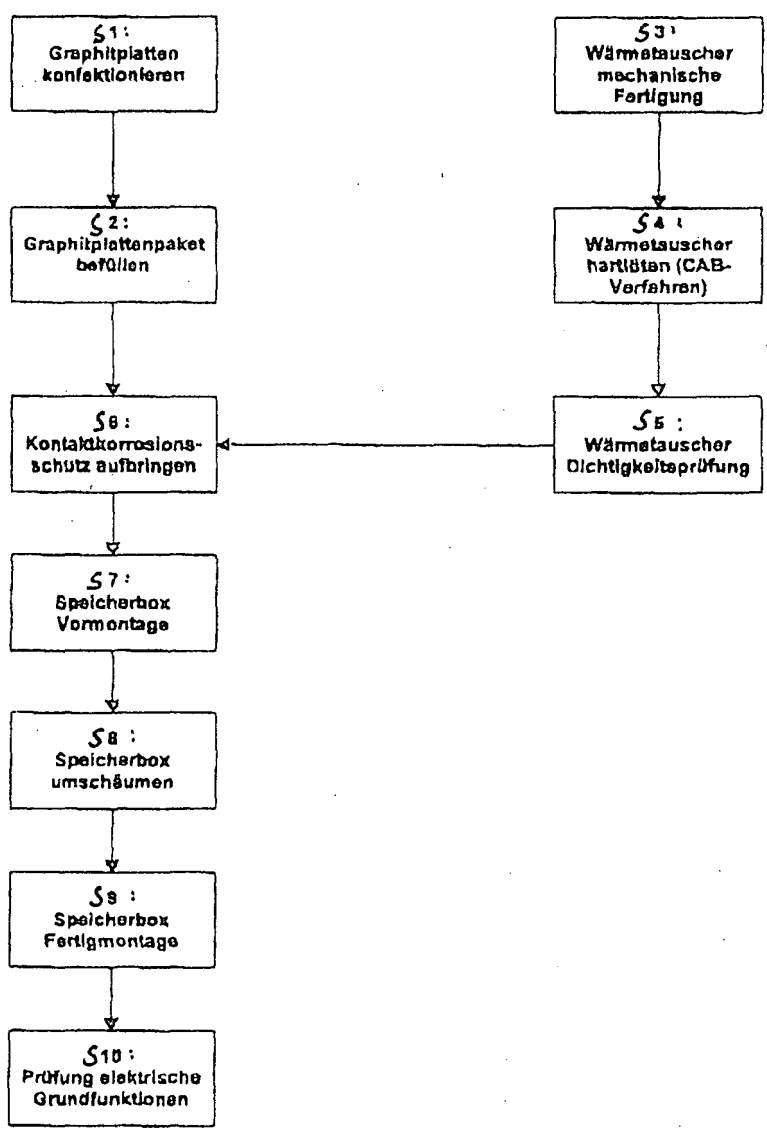 S1:
Graphitplatten
konfektionieren
S2:
Graphitplattenpaket
befüllen
S3:
Wärmetauscher
mechanische
Fertigung
S4:
Wärmetauscher
hartlöten (CAB-
Verfahren)
S5:
Wärmetauscher
Dichtigkeitsprüfung
S6:
Kontaktkorrosions-
schutz aufbringen
S7:
Speicherbox
Vormontage
S8:
Speicherbox
umschäumen
S9:
Speicherbox
Fertigmontage
S10:
Prüfung elektrische
Grundfunktionen